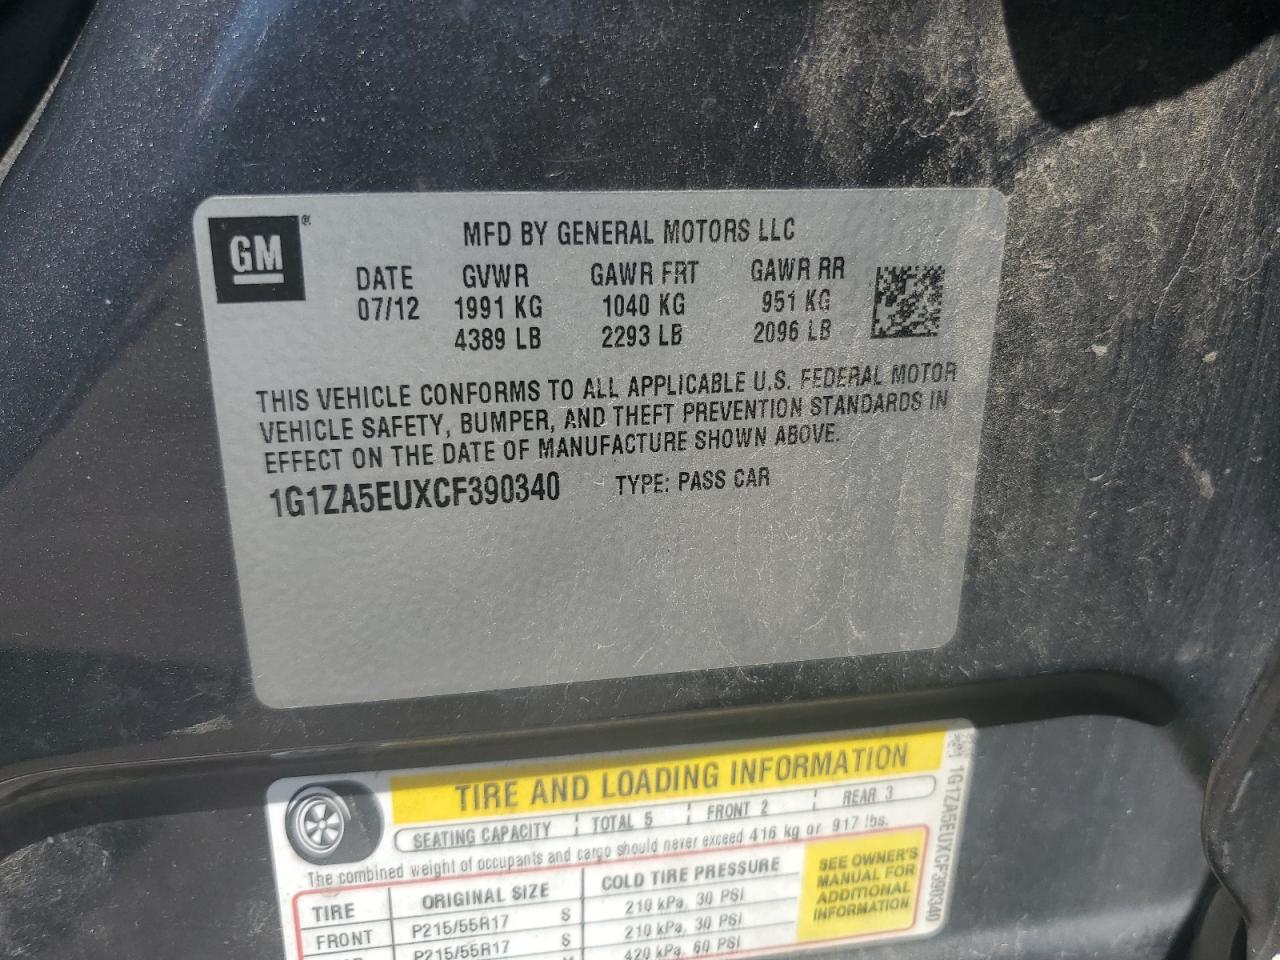 GM®
MFD BY GENERAL MOTORS LLC
DATE GVWR GAWR FRT GAWR RR
07/12 1991 KG 1040 KG 951 KG
4389 LB 2293 LB 2096 LB
THIS VEHICLE CONFORMS TO ALL APPLICABLE U.S. FEDERAL MOTOR
VEHICLE SAFETY, BUMPER, AND THEFT PREVENTION STANDARDS IN
EFFECT ON THE DATE OF MANUFACTURE SHOWN ABOVE.
1G1ZA5EUXCF390340 TYPE: PASS CAR
TIRE AND LOADING INFORMATION
SEATING CAPACITY TOTAL 5 FRONT 2 REAR 3
The combined weight of occupants and cargo should never exceed 416 kg or 917 lbs.
TIRE ORIGINAL SIZE COLD TIRE PRESSURE
FRONT P215/55R17 S 210 kPa, 30 PSI
P215/55R17 S 210 kPa, 30 PSI
420 kPa, 60 PSI
SEE OWNER'S
MANUAL FOR
ADDITIONAL
INFORMATION
1G1ZA5EUXCF390340